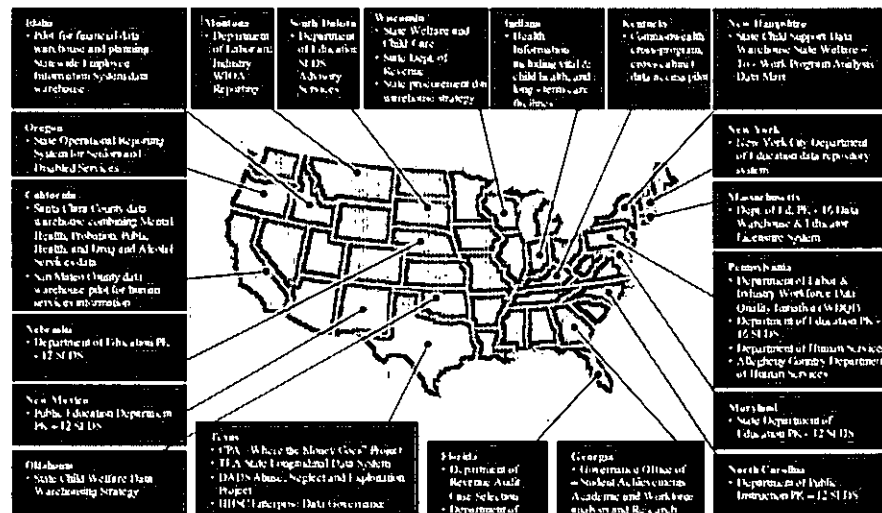 Idaho
• Pilot for financial data
warehouse and planning
Statewide Employee
Information System data
warehouse
Montana
• Department
of Labor and
Industry
WIOA
Reporting
South Dakota
• Department
of Education
SLDS
Advisory
Services
Wisconsin
• State Welfare and
Child Care
• State Dept. of
Revenue
• State procurement data
warehouse strategy
Indiana
• Health
Information
including vital &
child health, and
long-term care
facilities
Kentucky
• Commonwealth
cross-program,
cross-cabinet
data access pilot
New Hampshire
• State Child Support Data
Warehouse State Welfare –
To – Work Program Analysis
Data Mart
Oregon
• State Operational Reporting
System for Seniors and
Disabled Services
California
• Santa Clara County data
warehouse combining Mental
Health, Probation, Public
Health, and Drug and Alcohol
Services data
• San Mateo County data
warehouse pilot for human
services information
Nebraska
• Department of Education PK
– 12 SLDS
New Mexico
• Public Education Department
PK – 12 SLDS
Oklahoma
• State Child Welfare Data
Warehousing Strategy
Texas
• CPA "Where the Money Goes" Project
• TEA State Longitudinal Data System
• DADS Abuse, Neglect and Exploitation
Project
• HHSC Enterprise Data Governance
Florida
• Department of
Revenue Audit
Case Selection
• Department of
Georgia
• Governance Office of
– Student Achievements
Academic and Workforce
analysis and Research
New York
• New York City Department
of Education data repository
system
Massachusetts
• Dept. of Ed, PK – 16 Data
Warehouse & Educator
Licensure System
Pennsylvania
• Department of Labor &
Industry Workforce Data
Quality Initiative (WDQI)
• Department of Education PK –
16 SLDS
• Department of Human Service
• Allegheny Country Department
of Human Services
Maryland
• State Department of
Education PK – 12 SLDS
North Carolina
• Department of Public
Instruction PK – 12 SLDS